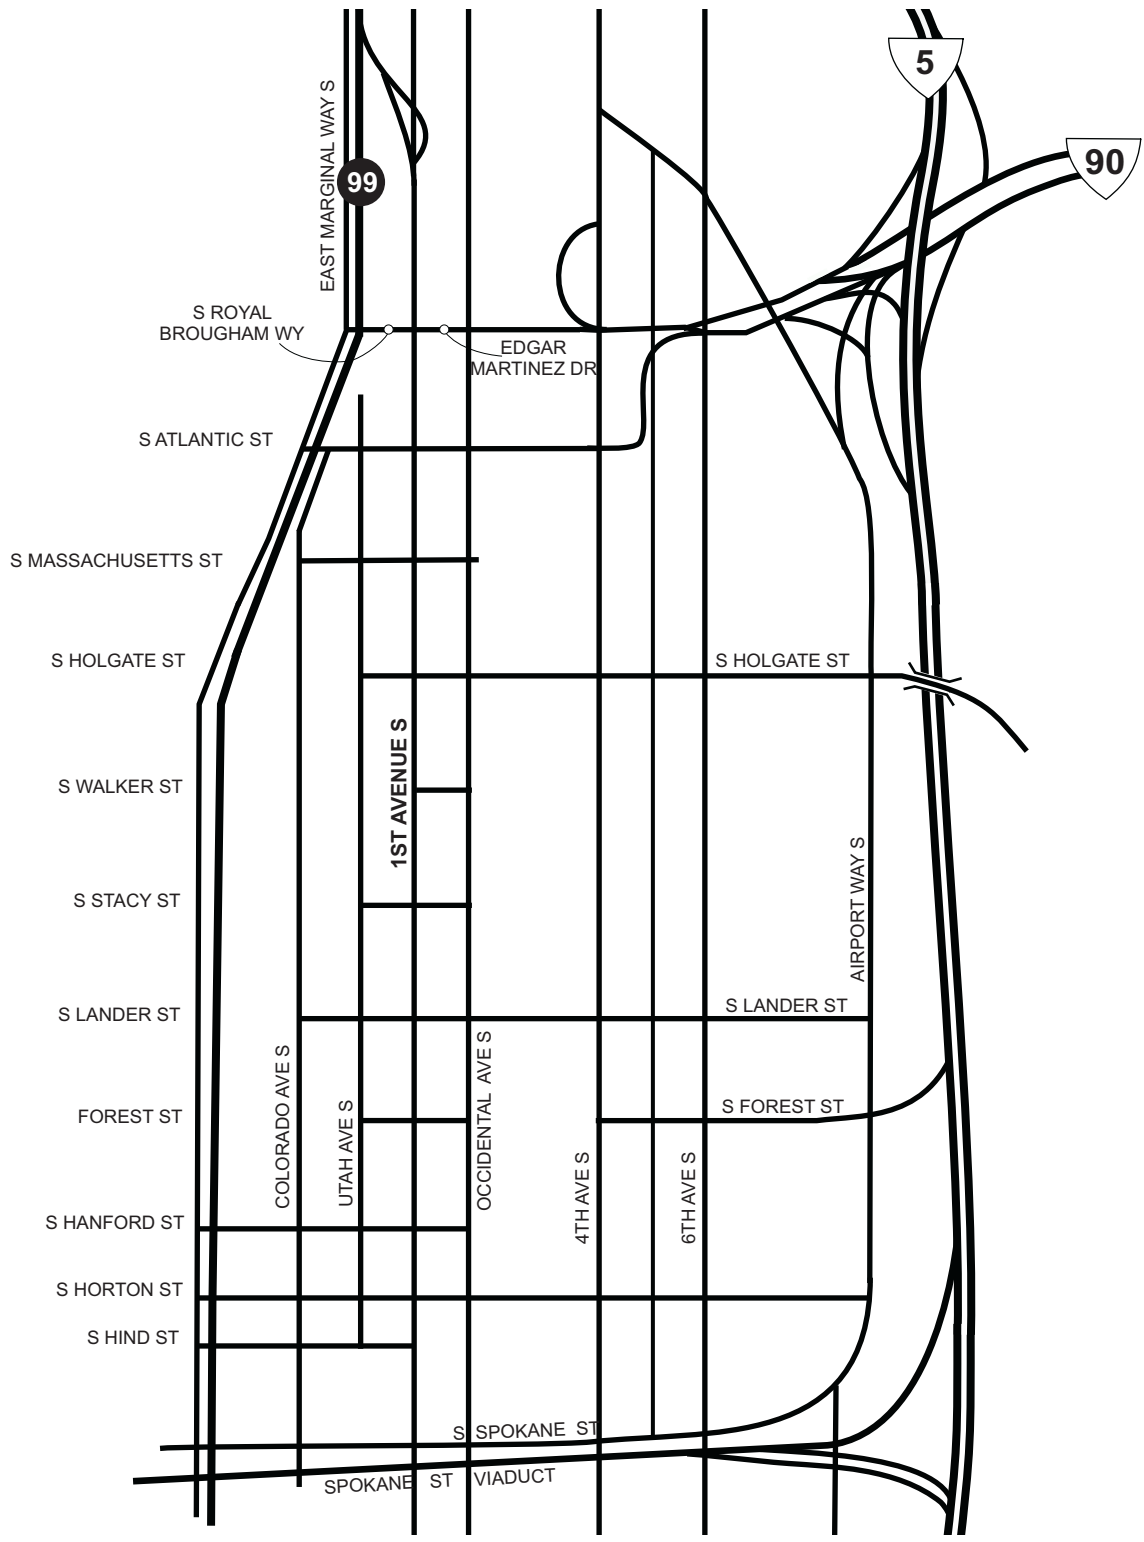 5
90
EAST MARGINAL WAY S
99
S ROYAL
BROUGHAM WY
EDGAR
MARTINEZ DR
S ATLANTIC ST
S MASSACHUSETTS ST
S HOLGATE ST
S HOLGATE ST
1ST AVENUE S
S WALKER ST
AIRPORT WAY S
S STACY ST
S LANDER ST
S LANDER ST
COLORADO AVE S
UTAH AVE S
OCCIDENTAL AVE S
FOREST ST
S FOREST ST
4TH AVE S
6TH AVE S
S HANFORD ST
S HORTON ST
S HIND ST
S SPOKANE ST
SPOKANE ST VIADUCT